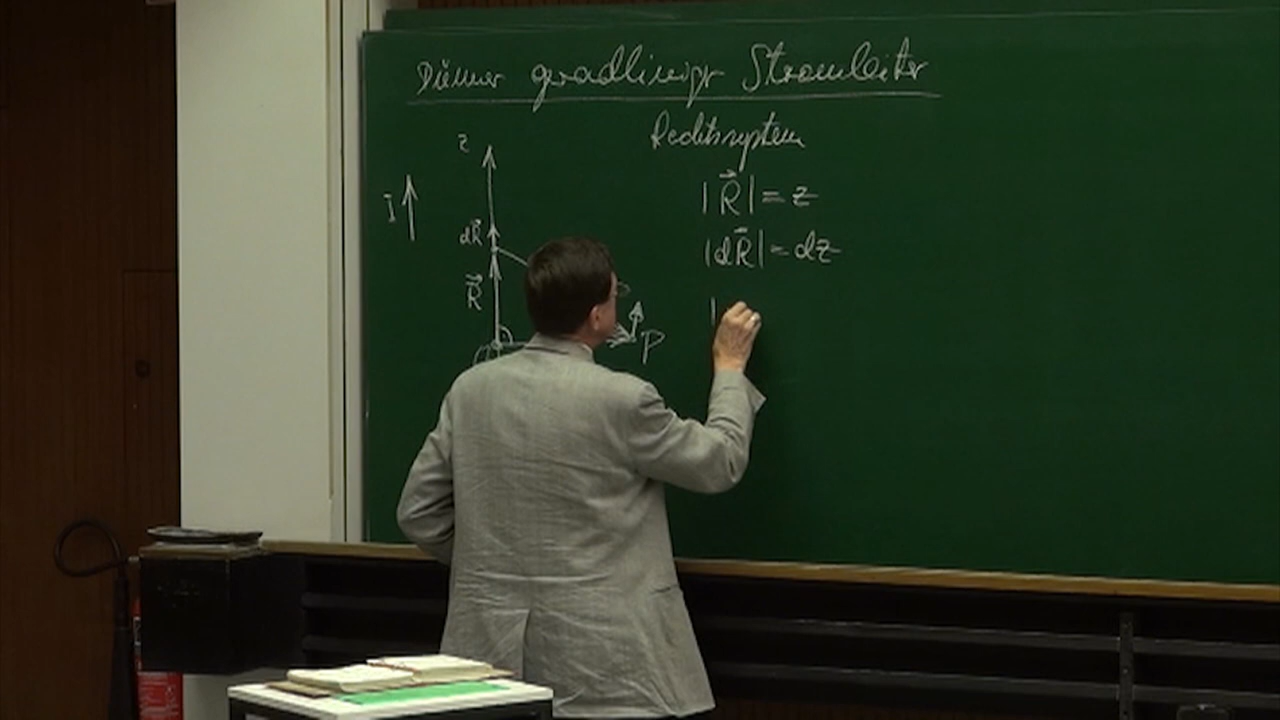 Dünner geradliniger Stromleiter
Rechtssystem
z
I
|R⃗| = z
dR⃗
|dR⃗| = dz
R⃗
|
P